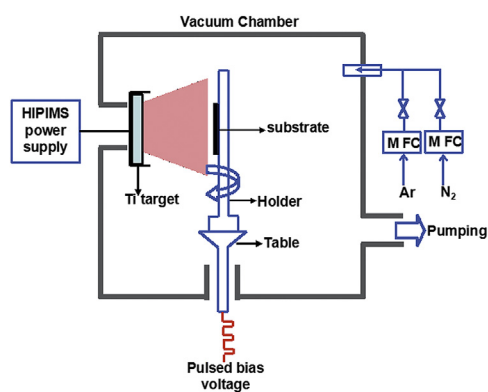 Vacuum Chamber
HIPIMS
power
supply
substrate
M FC
M FC
Ti target
Ar
N₂
Holder
Pumping
Table
Pulsed bias
voltage